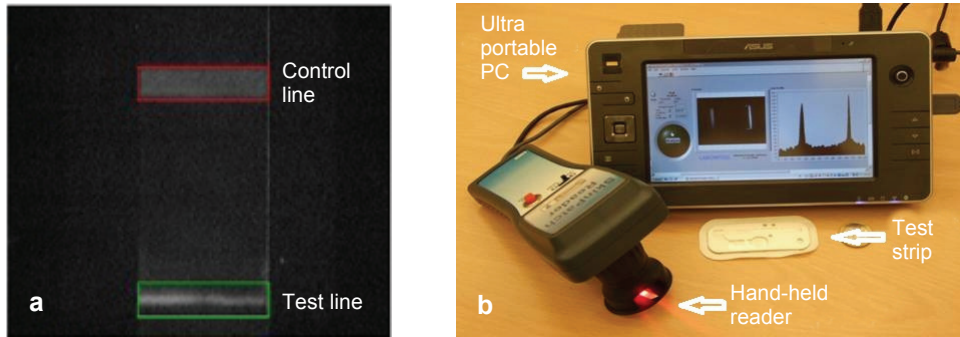 Control
line
Test line
a
Ultra
portable
PC
ASUS
Test
strip
Hand-held
reader
b